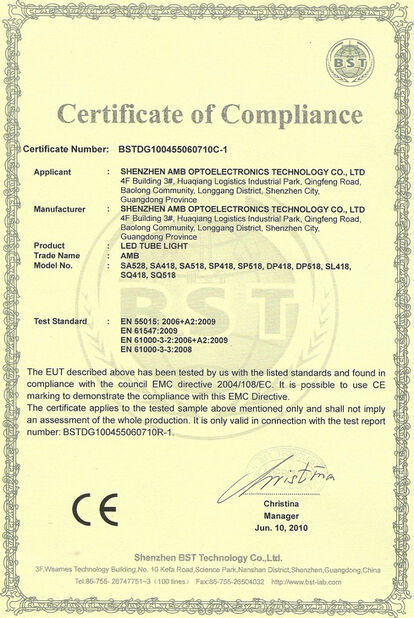 BST
Certificate of Compliance
Certificate Number: BSTDG100455060710C-1
Applicant : SHENZHEN AMB OPTOELECTRONICS TECHNOLOGY CO., LTD
4F Building 3#, Huaqiang Logistics Industrial Park, Qingfeng Road,
Baolong Community, Longgang District, Shenzhen City,
Guangdong Province
Manufacturer : SHENZHEN AMB OPTOELECTRONICS TECHNOLOGY CO., LTD
4F Building 3#, Huaqiang Logistics Industrial Park, Qingfeng Road,
Baolong Community, Longgang District, Shenzhen City,
Guangdong Province
Product : LED TUBE LIGHT
Trade Name : AMB
Model No. : SA528, SA418, SA518, SP418, SP518, DP418, DP518, SL418,
SQ418, SQ518
BST
Test Standard : EN 55015: 2006+A2:2009
EN 61547:2009
EN 61000-3-2:2006+A2:2009
EN 61000-3-3:2008
The EUT described above has been tested by us with the listed standards and found in
compliance with the council EMC directive 2004/108/EC. It is possible to use CE
marking to demonstrate the compliance with this EMC Directive.
The certificate applies to the tested sample above mentioned only and shall not imply
an assessment of the whole production. It is only valid in connection with the test report
number: BSTDG100455060710R-1.
Christina
CE
Christina
Manager
Jun. 10, 2010
Shenzhen BST Technology Co.,Ltd.
3F,Weames Technology Building,No. 10 Kefa Road,Science Park,Nanshan District,Shenzhen,Guangdong,China
Tel:86-755- 26747751~3 (100 lines) Fax:86-755-26504032 http://www.bst-lab.com